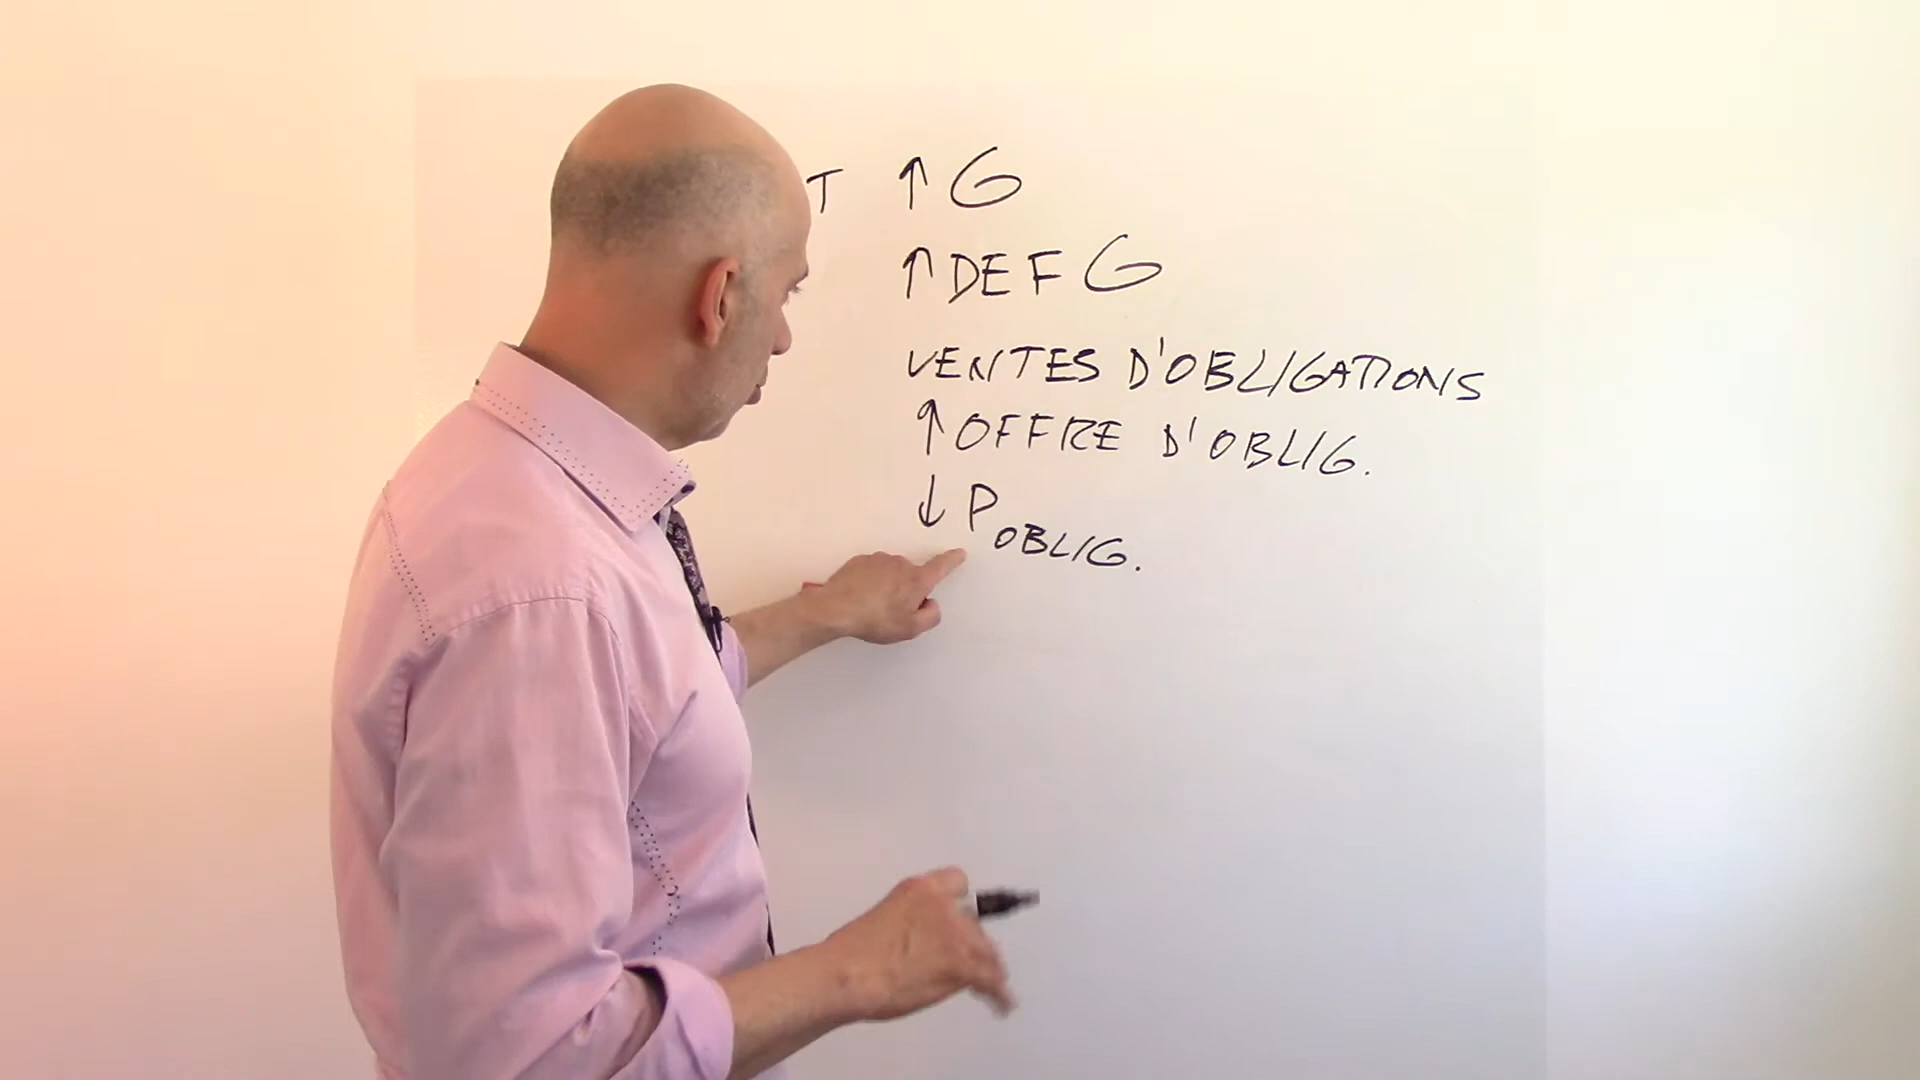 T ↑ G
↑ DEF G
VENTES D'OBLIGATIONS
↑ OFFRE D'OBLIG.
↓ P OBLIG.